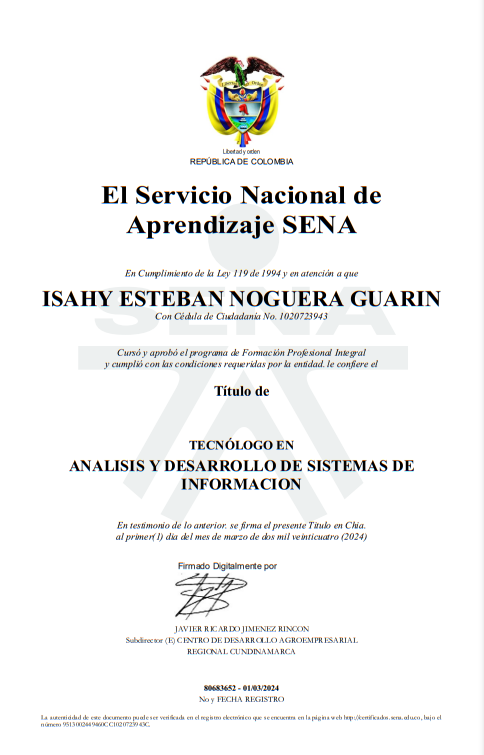 Libertad y orden
REPÚBLICA DE COLOMBIA
El Servicio Nacional de
Aprendizaje SENA
En Cumplimiento de la Ley 119 de 1994 y en atención a que
ISAHY ESTEBAN NOGUERA GUARIN
Con Cédula de Ciudadania No. 1020723943
SENA
Cursó y aprobó el programa de Formación Profesional Integral
y cumplió con las condiciones requeridas por la entidad. le confiere el
Título de
TECNÓLOGO EN
ANALISIS Y DESARROLLO DE SISTEMAS DE
INFORMACION
En testimonio de lo anterior. se firma el presente Título en Chia.
al primer(1) día del mes de marzo de dos mil veinticuatro (2024)
Firmado Digitalmente por
JAVIER RICARDO JIMENEZ RINCON
Subdirector (E) CENTRO DE DESARROLLO AGROEMPRESARIAL
REGIONAL CUNDINAMARCA
80683652 - 01/03/2024
No y FECHA REGISTRO
La autenticidad de este documento puede ser verificada en el registro electrónico que se encuentra en la página web http://certificados.sena.edu.co, bajo el
número 9513002449460CC1020723943C.